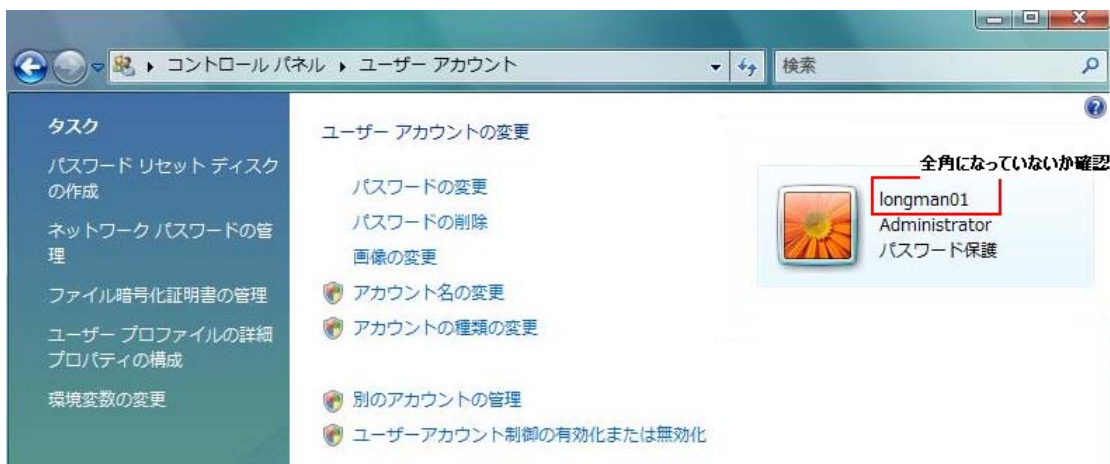 コントロール パネル ▸ ユーザー アカウント
検索
タスク
パスワード リセット ディスク
の作成
ネットワーク パスワードの管
理
ファイル暗号化証明書の管理
ユーザー プロファイルの詳細
プロパティの構成
環境変数の変更
ユーザー アカウントの変更
パスワードの変更
パスワードの削除
画像の変更
アカウント名の変更
アカウントの種類の変更
別のアカウントの管理
ユーザーアカウント制御の有効化または無効化
全角になっていないか確認
longman01
Administrator
パスワード保護